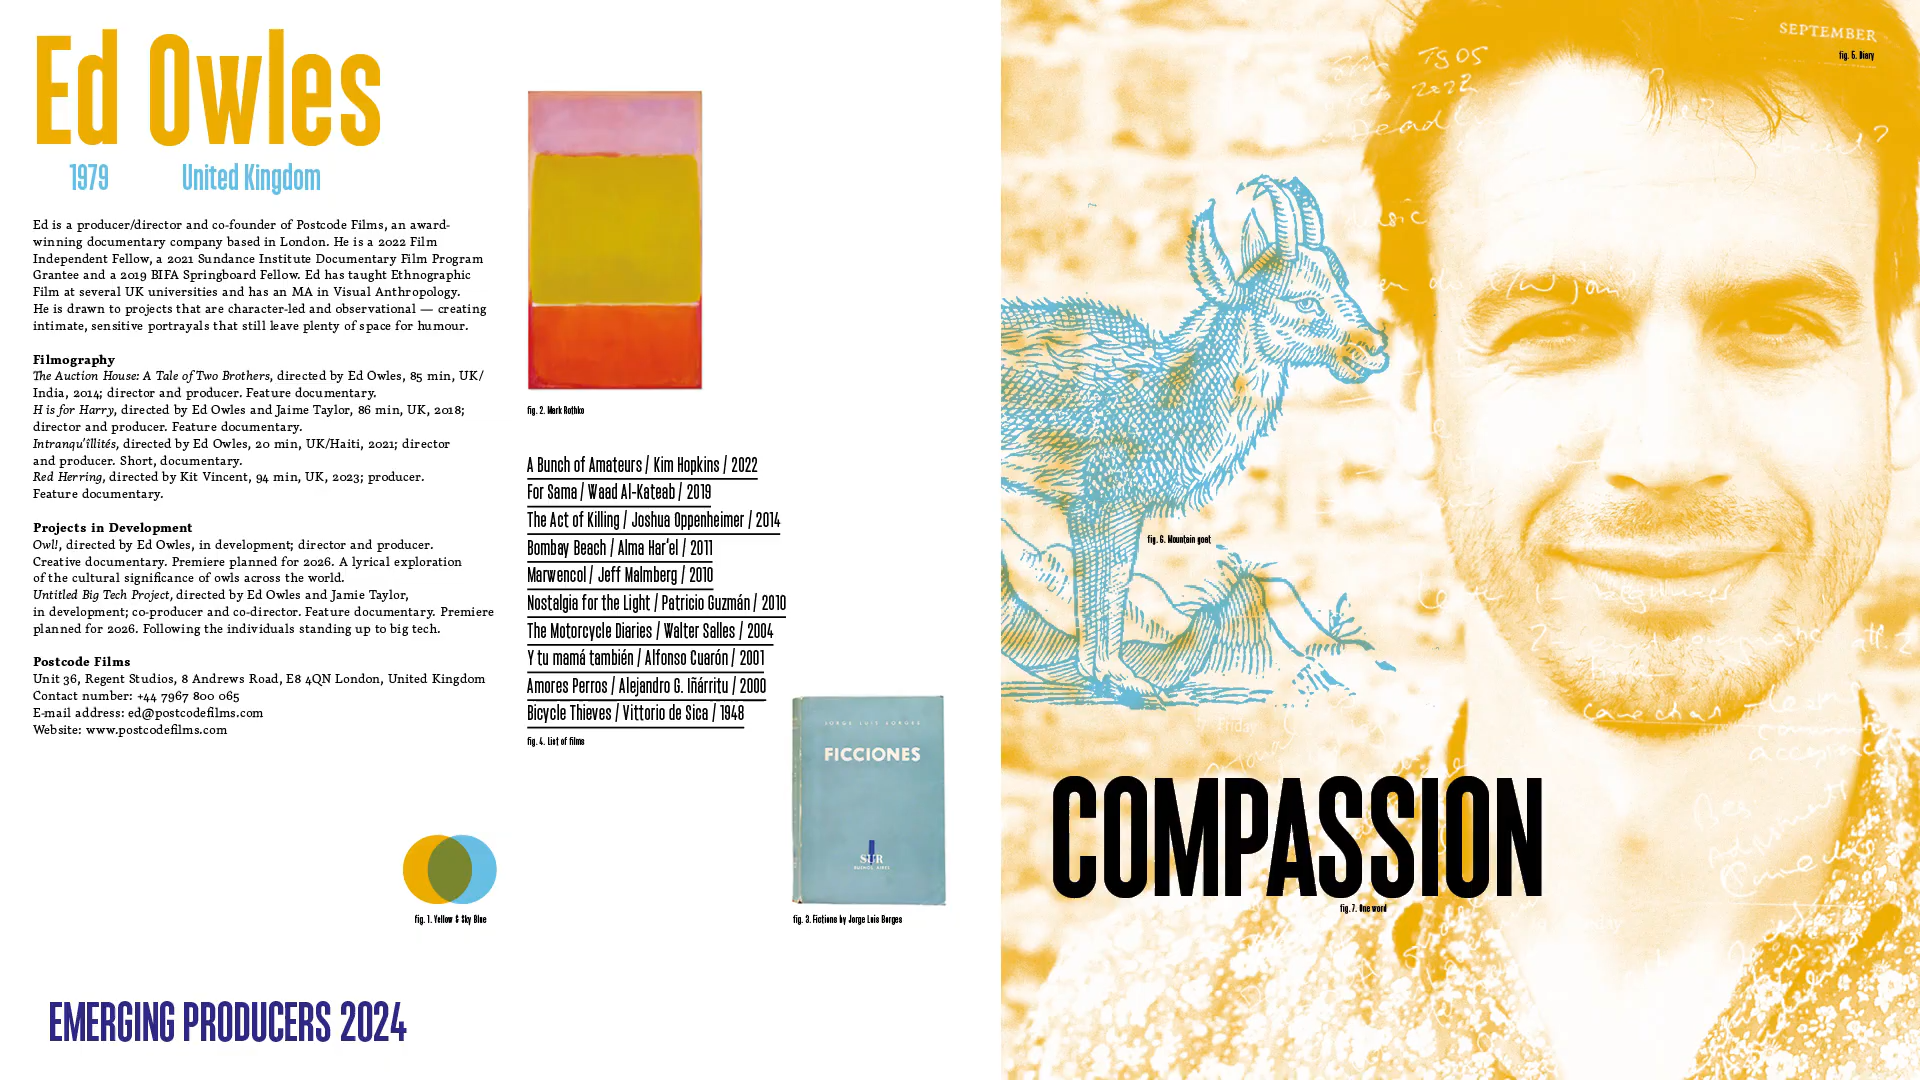 Ed Owles
1979 United Kingdom
Ed is a producer/director and co-founder of Postcode Films, an award-
winning documentary company based in London. He is a 2022 Film
Independent Fellow, a 2021 Sundance Institute Documentary Film Program
Grantee and a 2019 BIFA Springboard Fellow. Ed has taught Ethnographic
Film at several UK universities and has an MA in Visual Anthropology.
He is drawn to projects that are character-led and observational — creating
intimate, sensitive portrayals that still leave plenty of space for humour.
Filmography
The Auction House: A Tale of Two Brothers, directed by Ed Owles, 85 min, UK/
India, 2014; director and producer. Feature documentary.
H is for Harry, directed by Ed Owles and Jaime Taylor, 86 min, UK, 2018;
director and producer. Feature documentary.
Intranqu'îllités, directed by Ed Owles, 20 min, UK/Haiti, 2021; director
and producer. Short, documentary.
Red Herring, directed by Kit Vincent, 94 min, UK, 2023; producer.
Feature documentary.
Projects in Development
Owl!, directed by Ed Owles, in development; director and producer.
Creative documentary. Premiere planned for 2026. A lyrical exploration
of the cultural significance of owls across the world.
Untitled Big Tech Project, directed by Ed Owles and Jamie Taylor,
in development; co-producer and co-director. Feature documentary. Premiere
planned for 2026. Following the individuals standing up to big tech.
Postcode Films
Unit 36, Regent Studios, 8 Andrews Road, E8 4QN London, United Kingdom
Contact number: +44 7967 800 065
E-mail address: ed@postcodefilms.com
Website: www.postcodefilms.com
fig. 1. Yellow & Sky Blue
EMERGING PRODUCERS 2024
fig. 2. Mark Rothko
A Bunch of Amateurs / Kim Hopkins / 2022
For Sama / Waad Al-Kateab / 2019
The Act of Killing / Joshua Oppenheimer / 2014
Bombay Beach / Alma Har'el / 2011
Marwencol / Jeff Malmberg / 2010
Nostalgia for the Light / Patricio Guzmán / 2010
The Motorcycle Diaries / Walter Salles / 2004
Y tu mamá también / Alfonso Cuarón / 2001
Amores Perros / Alejandro G. Iñárritu / 2000
Bicycle Thieves / Vittorio de Sica / 1948
fig. 4. List of films
JORGE LUIS BORGES
FICCIONES
SUR
BUENOS AIRES
fig. 3. Fictions by Jorge Luis Borges
SEPTEMBER
fig. 5. Diary
fig. 6. Mountain goat
Friday
COMPASSION
fig. 7. One word